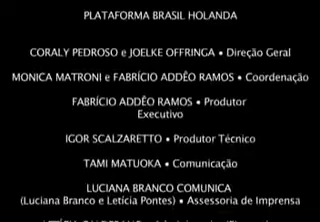 PLATAFORMA BRASIL HOLANDA
CORALY PEDROSO e JOELKE OFFRINGA • Direção Geral
MONICA MATRONI e FABRÍCIO ADDÊO RAMOS • Coordenação
FABRÍCIO ADDÊO RAMOS • Produtor
Executivo
IGOR SCALZARETTO • Produtor Técnico
TAMI MATUOKA • Comunicação
LUCIANA BRANCO COMUNICA
(Luciana Branco e Letícia Pontes) • Assessoria de Imprensa